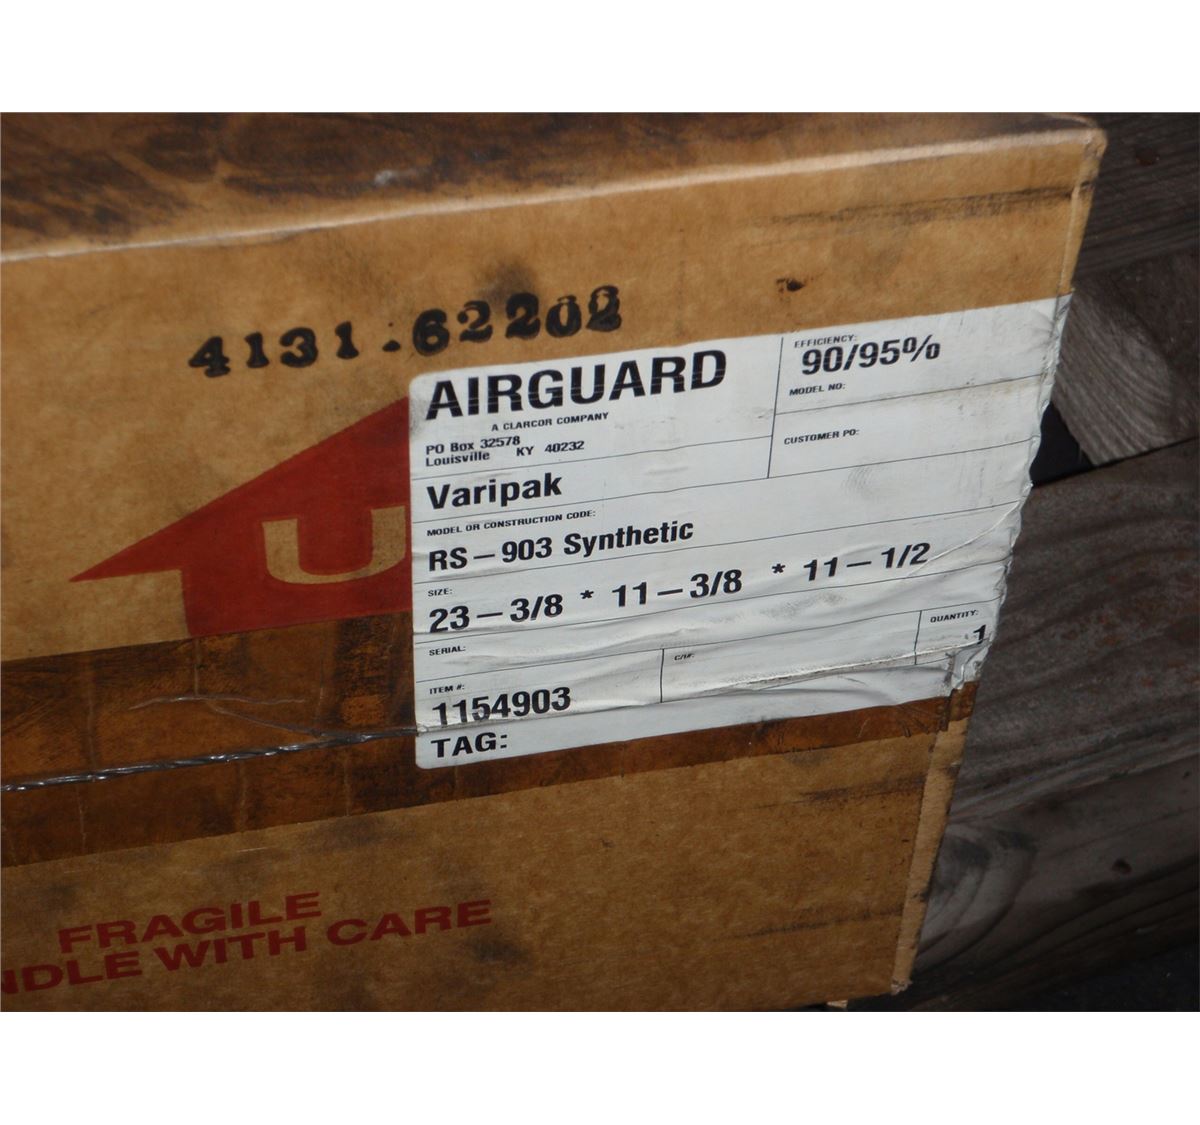 4131.62202
AIRGUARD
A CLARCOR COMPANY
PO Box 32578
Louisville KY 40232
EFFICIENCY:
90/95%
MODEL NO:
CUSTOMER PO:
Varipak
MODEL OR CONSTRUCTION CODE:
RS-903 Synthetic
SIZE:
23-3/8 * 11-3/8 * 11-1/2
SERIAL:
C/I#:
QUANTITY:
1
ITEM #:
1154903
TAG:
U
FRAGILE
NDLE WITH CARE